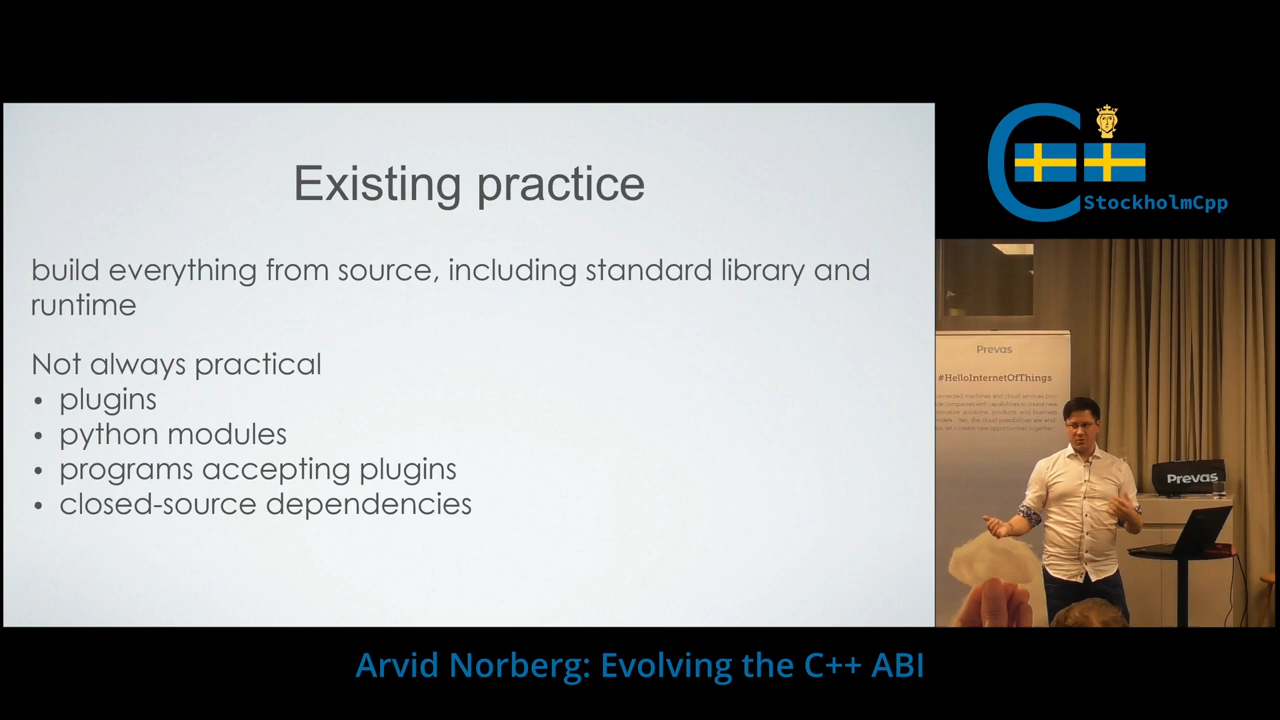 Existing practice
build everything from source, including standard library and
runtime
Not always practical
• plugins
• python modules
• programs accepting plugins
• closed-source dependencies
StockholmCpp
Prevas
#HelloInternetOfThings
Prevas
Arvid Norberg: Evolving the C++ ABI